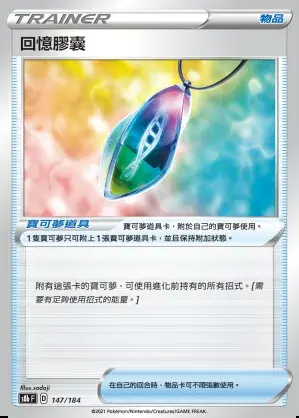 TRAINER 物品
回憶膠囊
寶可夢道具 寶可夢道具卡，附於自己的寶可夢使用。
1隻寶可夢只可附上1張寶可夢道具卡，並且保持附加狀態。
附有這張卡的寶可夢，可使用進化前持有的所有招式。[需
要有足夠使用招式的能量。]
Illus.sadaji
在自己的回合時，物品卡可不限張數使用。
s8b F D 147/184
©2021 Pokémon/Nintendo/Creatures/GAME FREAK.